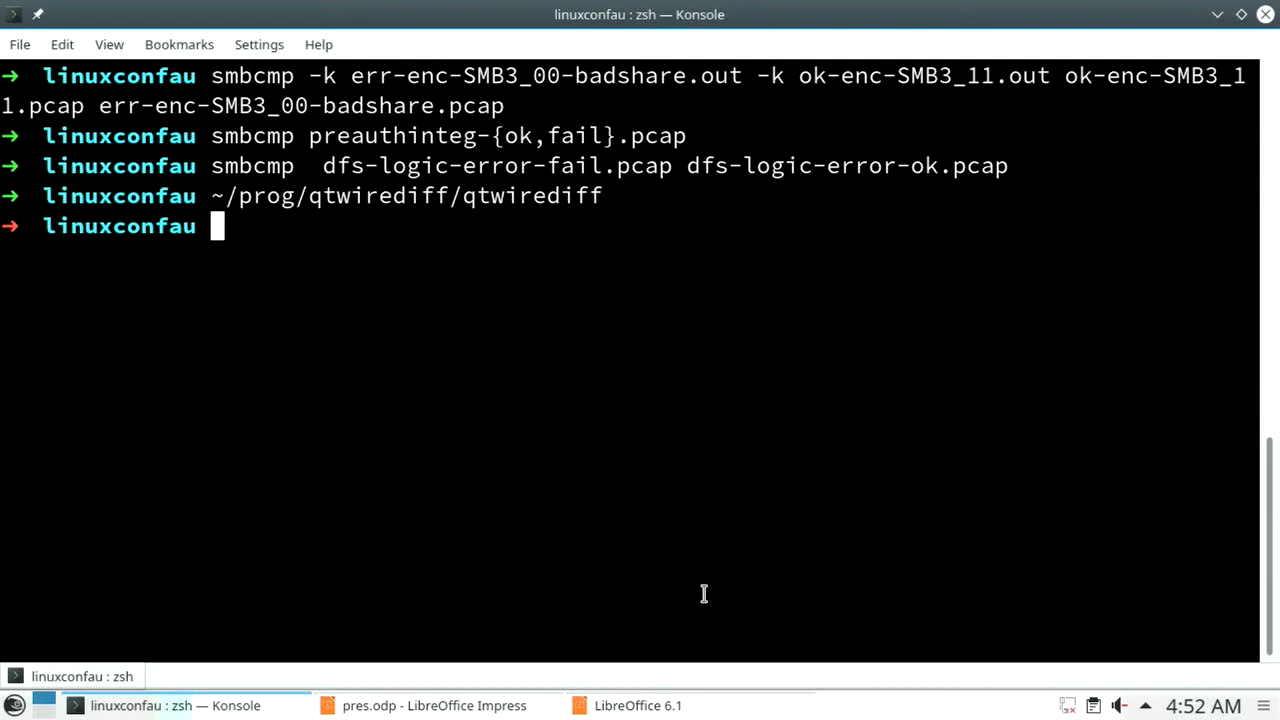 linuxconfau : zsh — Konsole
File Edit View Bookmarks Settings Help
➜ linuxconfau smbcmp -k err-enc-SMB3_00-badshare.out -k ok-enc-SMB3_11.out ok-enc-SMB3_1
1.pcap err-enc-SMB3_00-badshare.pcap
➜ linuxconfau smbcmp preauthinteg-{ok,fail}.pcap
➜ linuxconfau smbcmp  dfs-logic-error-fail.pcap dfs-logic-error-ok.pcap
➜ linuxconfau ~/prog/qtwirediff/qtwirediff
➜ linuxconfau
linuxconfau : zsh
linuxconfau : zsh — Konsole pres.odp - LibreOffice Impress LibreOffice 6.1 4:52 AM